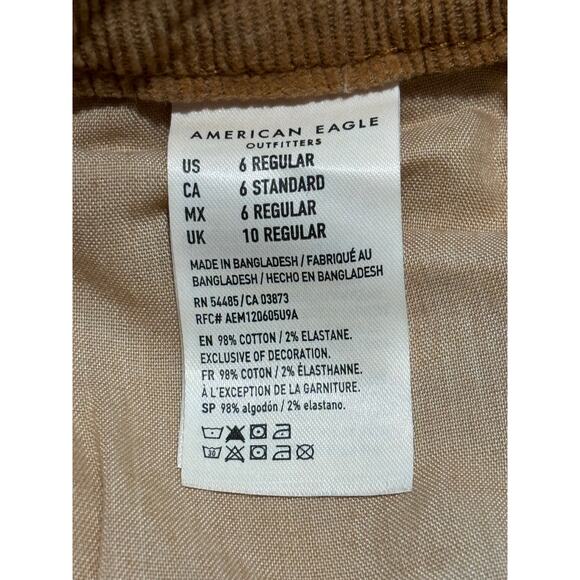 AMERICAN EAGLE
OUTFITTERS
US 6 REGULAR
CA 6 STANDARD
MX 6 REGULAR
UK 10 REGULAR
MADE IN BANGLADESH / FABRIQUÉ AU
BANGLADESH / HECHO EN BANGLADESH
RN 54485/CA 03873
RFC# AEM120605U9A
EN 98% COTTON / 2% ELASTANE.
EXCLUSIVE OF DECORATION.
FR 98% COTON / 2% ÉLASTHANNE.
À L'EXCEPTION DE LA GARNITURE.
SP 98% algodón / 2% elastano.
30